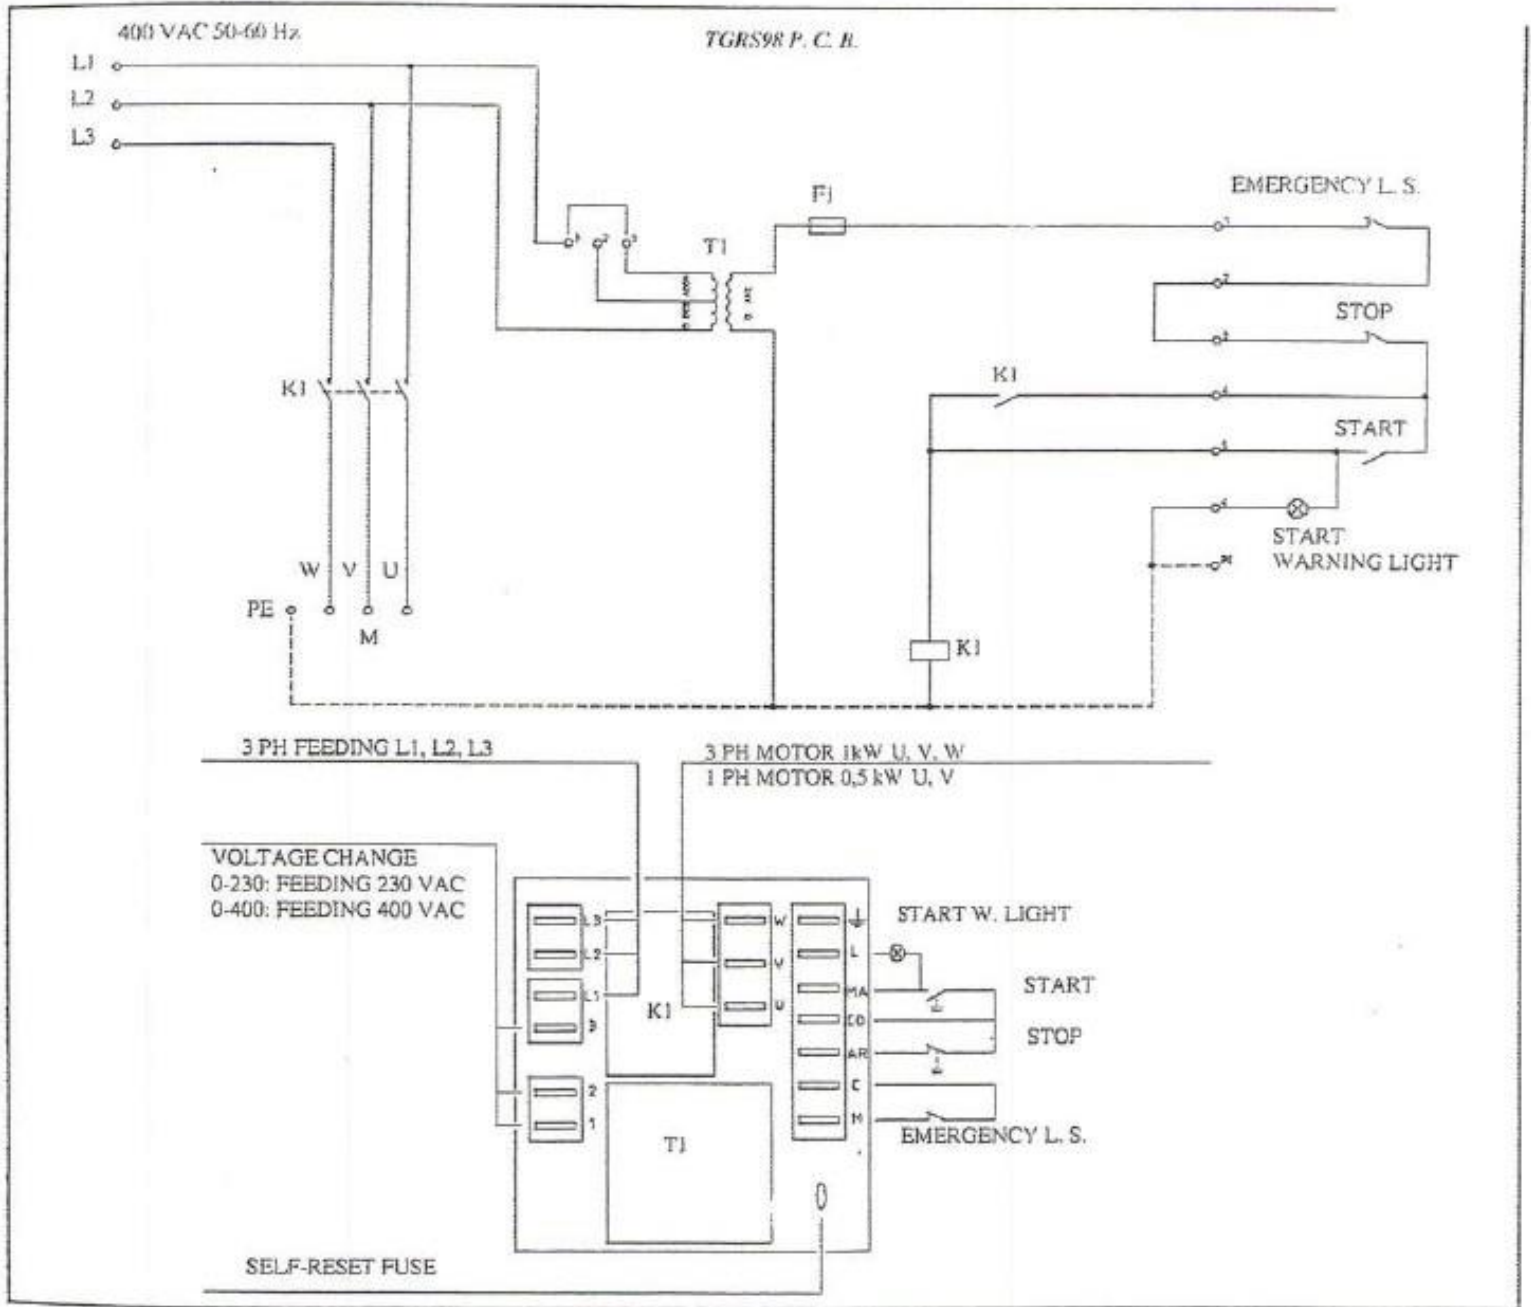 400 VAC 50-60 Hz
TGRS98 P. C. B.
L1
L2
L3
F1
EMERGENCY L. S.
T1
STOP
K1
K1
START
START
WARNING LIGHT
W V U
PE
M
K1
3 PH FEEDING L1, L2, L3
3 PH MOTOR 1kW U, V, W
1 PH MOTOR 0,5 kW U, V
VOLTAGE CHANGE
0-230: FEEDING 230 VAC
0-400: FEEDING 400 VAC
L3
L2
L1
3
2
1
K1
T1
W
V
U
L
MA
CO
AR
C
M
START W. LIGHT
START
STOP
EMERGENCY L. S.
SELF-RESET FUSE